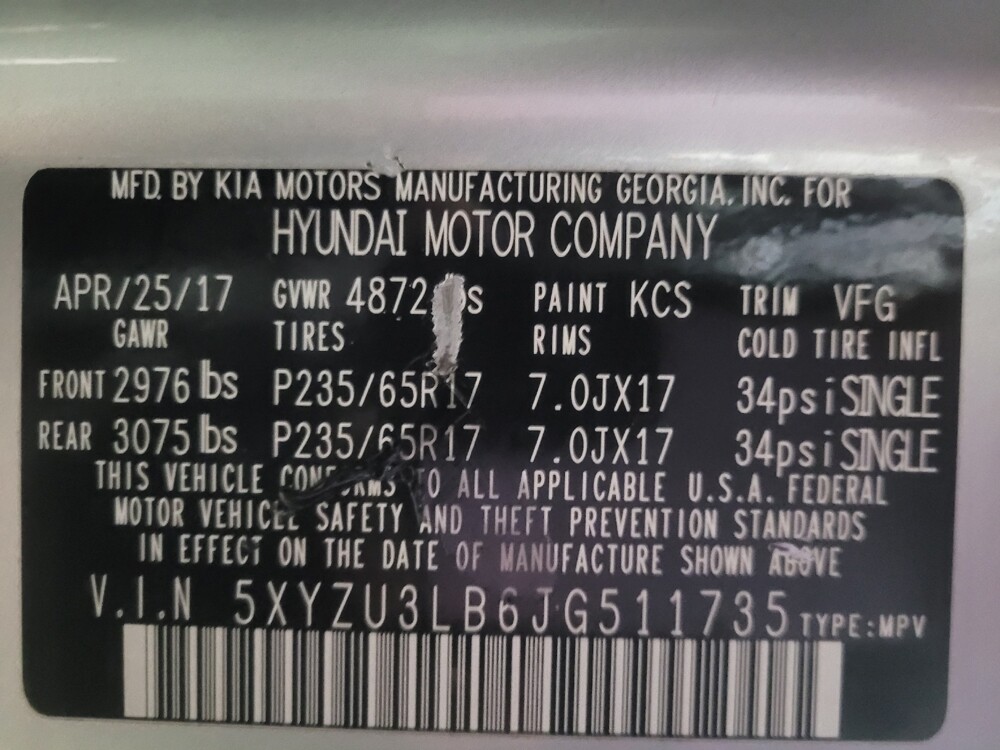 MFD. BY KIA MOTORS MANUFACTURING GEORGIA, INC. FOR
HYUNDAI MOTOR COMPANY
APR/25/17 GVWR 4872 PAINT KCS TRIM VFG
GAWR TIRES RIMS COLD TIRE INFL
FRONT 2976 lbs P235/65R17 7.0JX17 34psi SINGLE
REAR 3075 lbs P235/65R17 7.0JX17 34psi SINGLE
THIS VEHICLE CONFORMS TO ALL APPLICABLE U.S.A. FEDERAL
MOTOR VEHICLE SAFETY AND THEFT PREVENTION STANDARDS
IN EFFECT ON THE DATE OF MANUFACTURE SHOWN ABOVE
V.I.N 5XYZU3LB6JG511735 TYPE:MPV